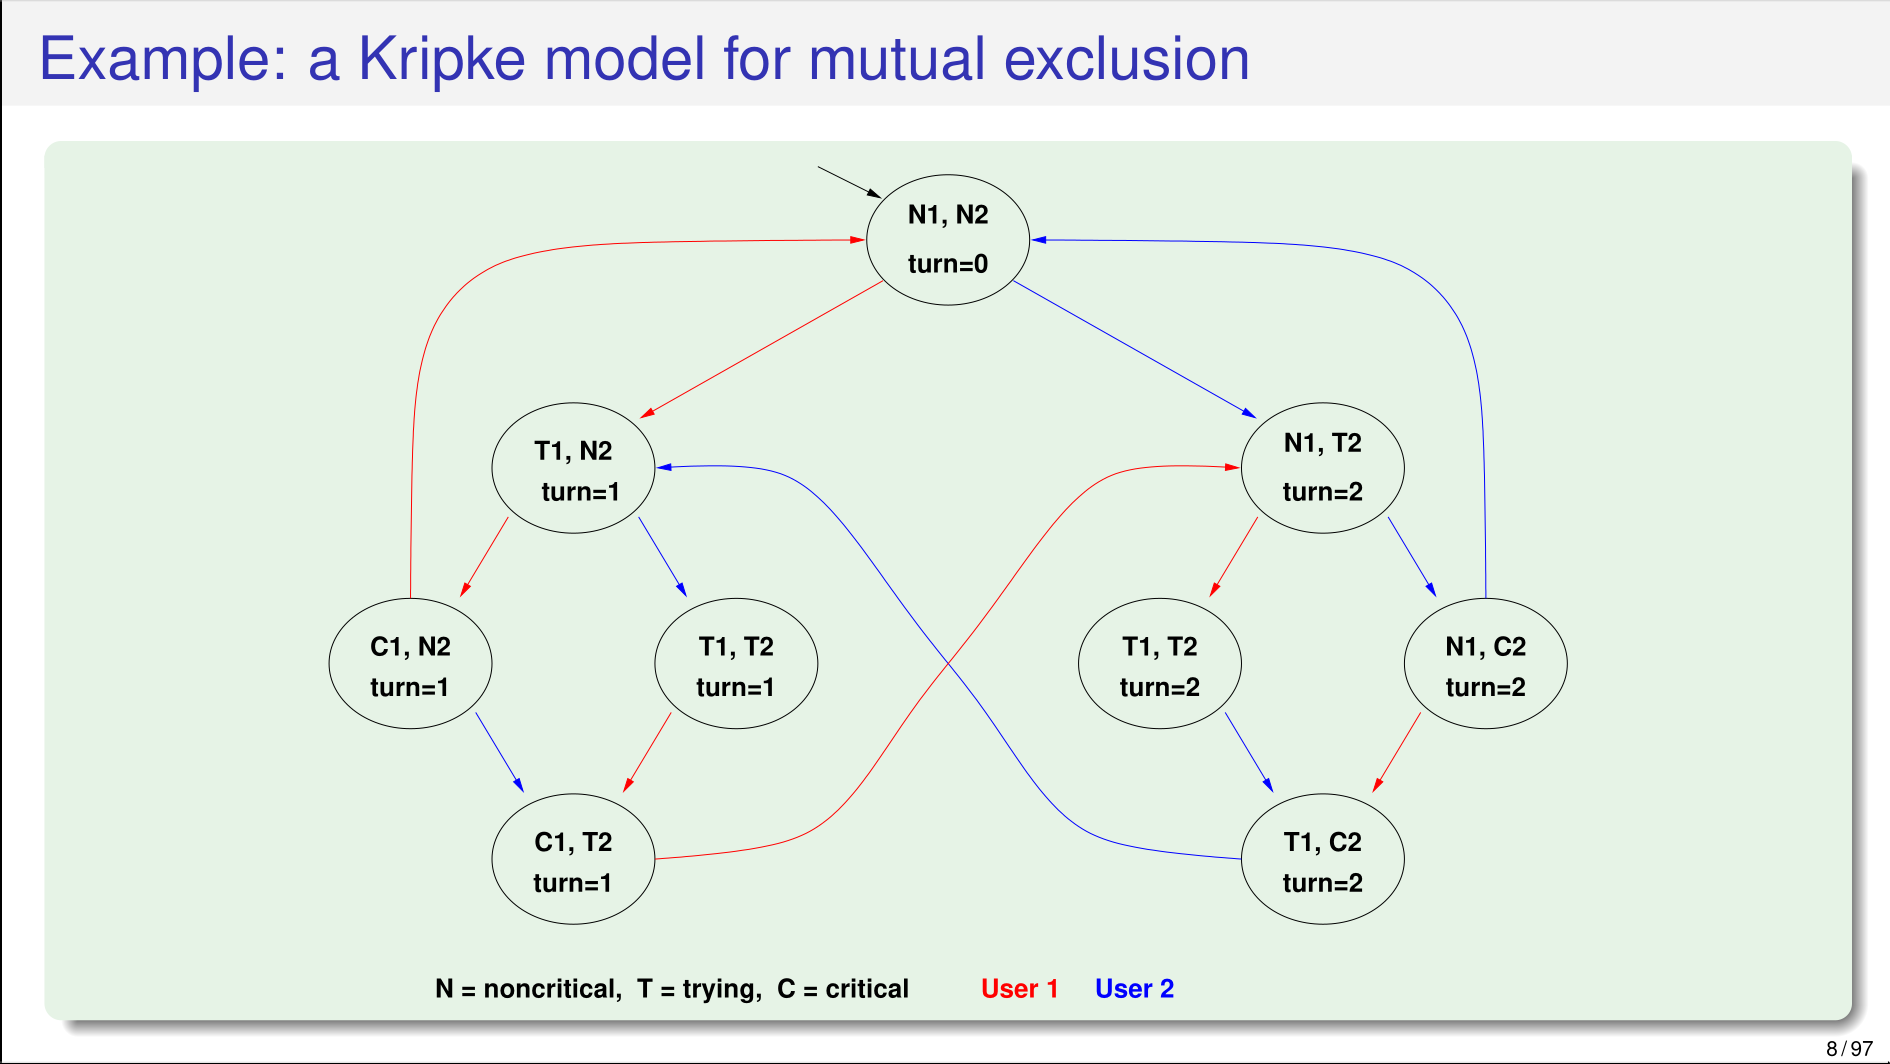 Example: a Kripke model for mutual exclusion
N1, N2
turn=0
T1, N2
turn=1
N1, T2
turn=2
C1, N2
turn=1
T1, T2
turn=1
T1, T2
turn=2
N1, C2
turn=2
C1, T2
turn=1
T1, C2
turn=2
N = noncritical, T = trying, C = critical User 1 User 2
8 / 97